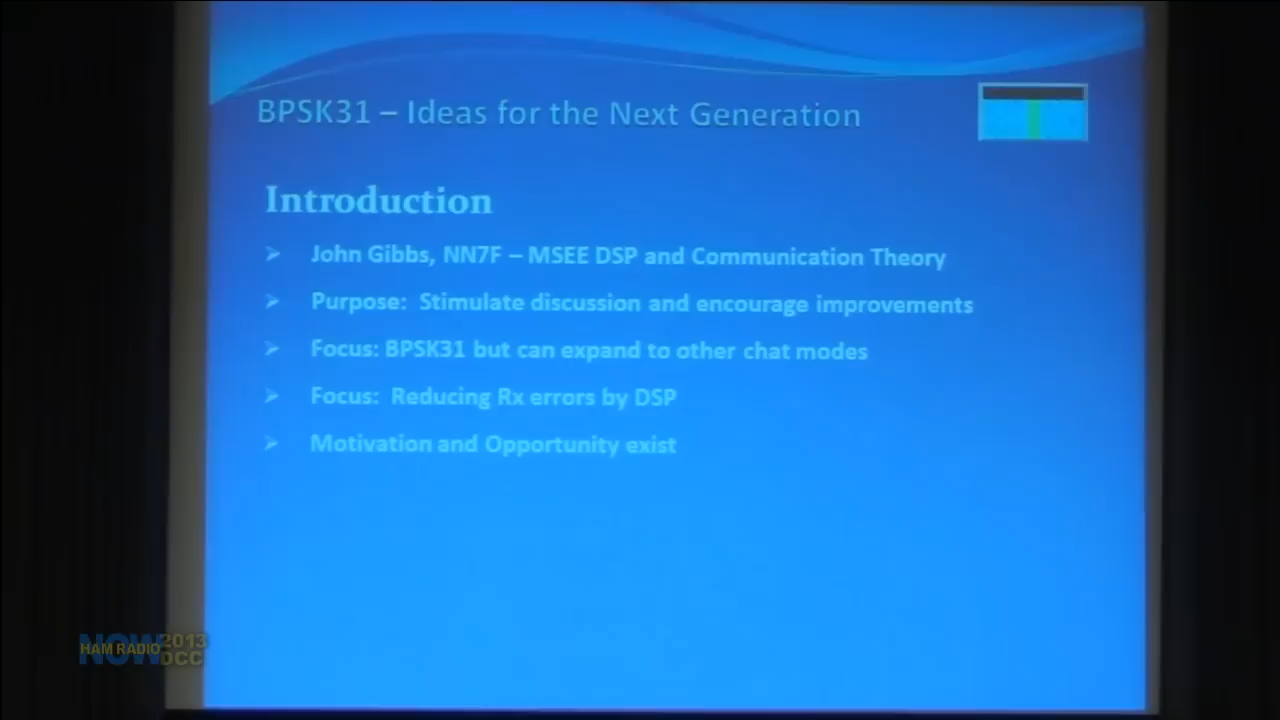 BPSK31 – Ideas for the Next Generation
Introduction
John Gibbs, NN7F – MSEE DSP and Communication Theory
Purpose: Stimulate discussion and encourage improvements
Focus: BPSK31 but can expand to other chat modes
Focus: Reducing Rx errors by DSP
Motivation and Opportunity exist
HAM RADIO NOW 2013 DCC